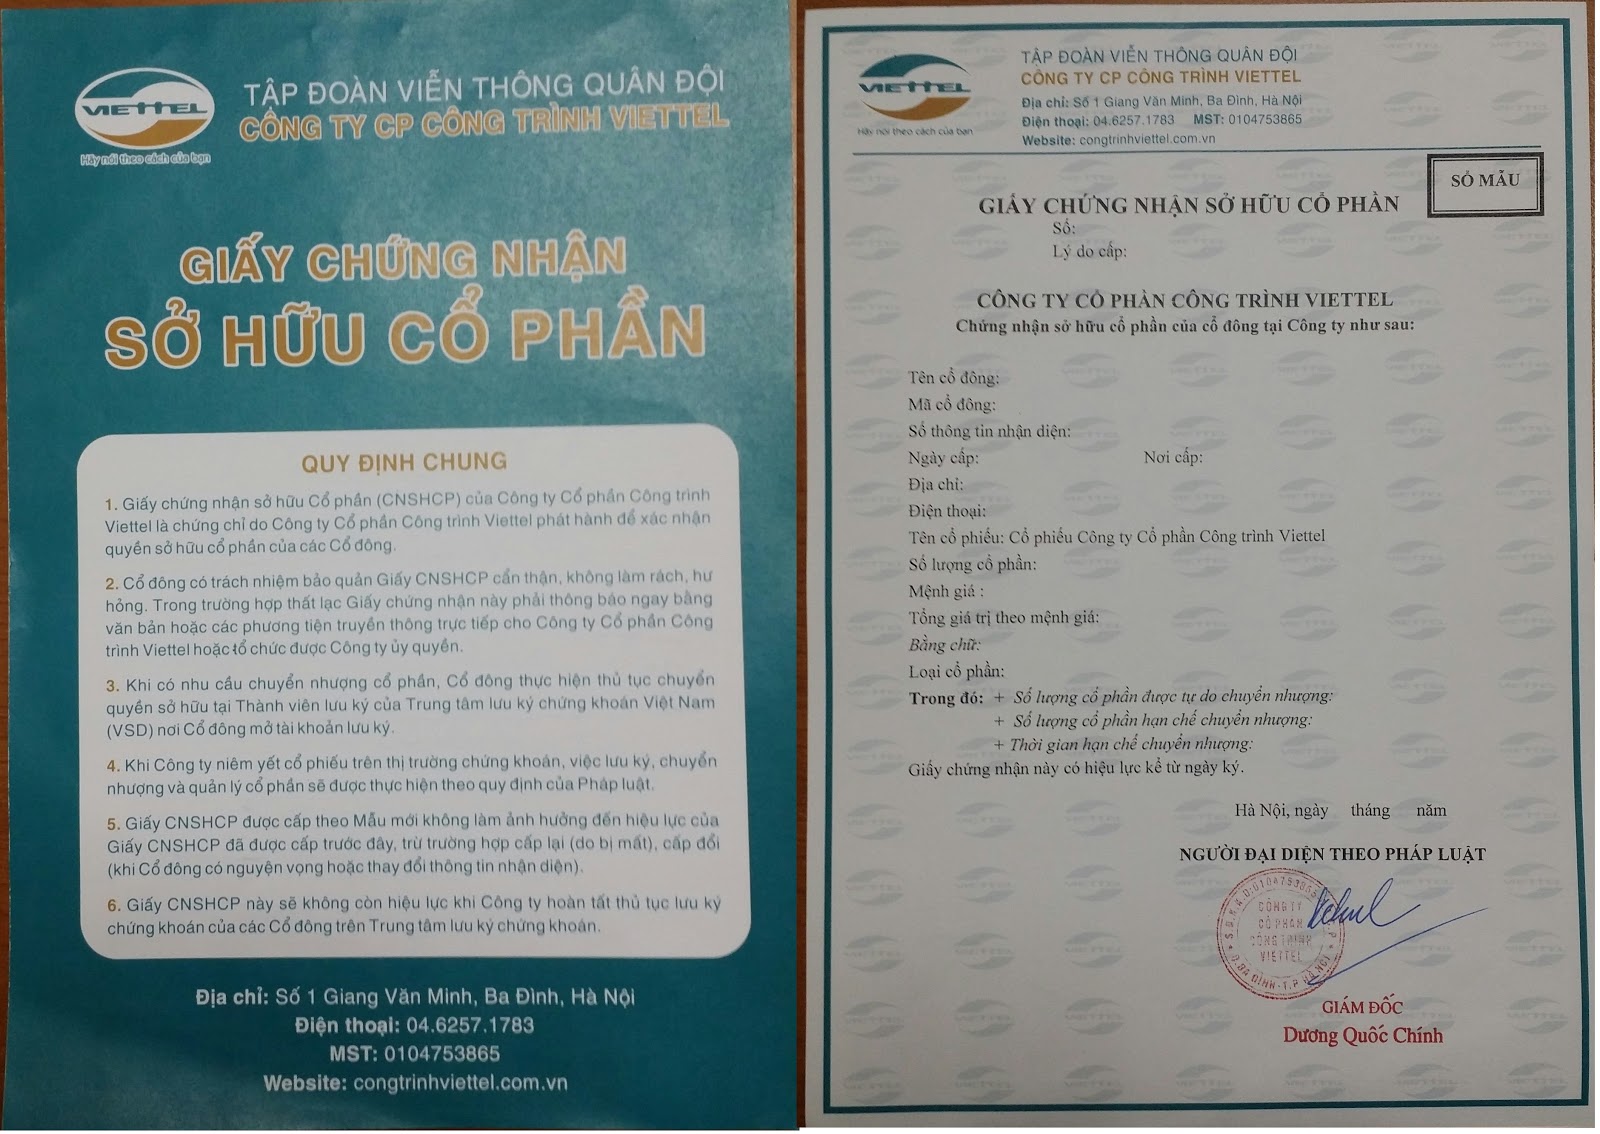 VIETTEL
Hãy nói theo cách của bạn
TẬP ĐOÀN VIỄN THÔNG QUÂN ĐỘI
CÔNG TY CP CÔNG TRÌNH VIETTEL
GIẤY CHỨNG NHẬN
SỞ HỮU CỔ PHẦN
QUY ĐỊNH CHUNG
1. Giấy chứng nhận sở hữu Cổ phần (CNSHCP) của Công ty Cổ phần Công trình
Viettel là chứng chỉ do Công ty Cổ phần Công trình Viettel phát hành để xác nhận
quyền sở hữu cổ phần của các Cổ đông.
2. Cổ đông có trách nhiệm bảo quản Giấy CNSHCP cẩn thận, không làm rách, hư
hỏng. Trong trường hợp thất lạc Giấy chứng nhận này phải thông báo ngay bằng
văn bản hoặc các phương tiện truyền thông trực tiếp cho Công ty Cổ phần Công
trình Viettel hoặc tổ chức được Công ty ủy quyền.
3. Khi có nhu cầu chuyển nhượng cổ phần, Cổ đông thực hiện thủ tục chuyển
quyền sở hữu tại Thành viên lưu ký của Trung tâm lưu ký chứng khoán Việt Nam
(VSD) nơi Cổ đông mở tài khoản lưu ký.
4. Khi Công ty niêm yết cổ phiếu trên thị trường chứng khoán, việc lưu ký, chuyển
nhượng và quản lý cổ phần sẽ được thực hiện theo quy định của Pháp luật.
5. Giấy CNSHCP được cấp theo Mẫu mới không làm ảnh hưởng đến hiệu lực của
Giấy CNSHCP đã được cấp trước đây, trừ trường hợp cấp lại (do bị mất), cấp đổi
(khi Cổ đông có nguyện vọng hoặc thay đổi thông tin nhận diện).
6. Giấy CNSHCP này sẽ không còn hiệu lực khi Công ty hoàn tất thủ tục lưu ký
chứng khoán của các Cổ đông trên Trung tâm lưu ký chứng khoán.
Địa chỉ: Số 1 Giang Văn Minh, Ba Đình, Hà Nội
Điện thoại: 04.6257.1783
MST: 0104753865
Website: congtrinhviettel.com.vn
VIETTEL
Hãy nói theo cách của bạn
TẬP ĐOÀN VIỄN THÔNG QUÂN ĐỘI
CÔNG TY CP CÔNG TRÌNH VIETTEL
Địa chỉ: Số 1 Giang Văn Minh, Ba Đình, Hà Nội
Điện thoại: 04.6257.1783 MST: 0104753865
Website: congtrinhviettel.com.vn
SỔ MẪU
GIẤY CHỨNG NHẬN SỞ HỮU CỔ PHẦN
Số:
Lý do cấp:
CÔNG TY CỔ PHẦN CÔNG TRÌNH VIETTEL
Chứng nhận sở hữu cổ phần của cổ đông tại Công ty như sau:
Tên cổ đông:
Mã cổ đông:
Số thông tin nhận diện:
Ngày cấp: Nơi cấp:
Địa chỉ:
Điện thoại:
Tên cổ phiếu: Cổ phiếu Công ty Cổ phần Công trình Viettel
Số lượng cổ phần:
Mệnh giá :
Tổng giá trị theo mệnh giá:
Bằng chữ:
Loại cổ phần:
Trong đó: + Số lượng cổ phần được tự do chuyển nhượng:
+ Số lượng cổ phần hạn chế chuyển nhượng:
+ Thời gian hạn chế chuyển nhượng:
Giấy chứng nhận này có hiệu lực kể từ ngày ký.
Hà Nội, ngày tháng năm
NGƯỜI ĐẠI DIỆN THEO PHÁP LUẬT
CÔNG TY
CỔ PHẦN
CÔNG TRÌNH
VIETTEL
Q.BA ĐÌNH-T.P HÀ NỘI
GIÁM ĐỐC
Dương Quốc Chính